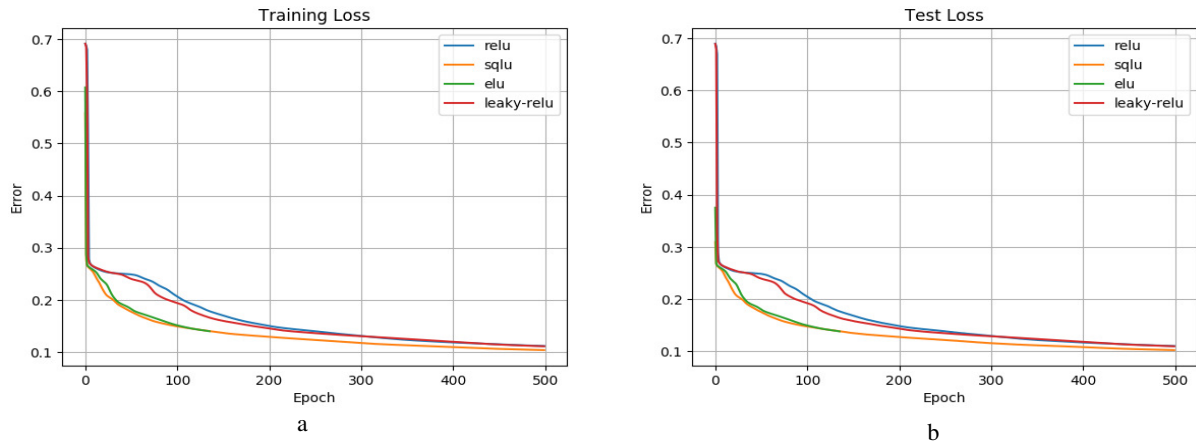 Training Loss
0.7
0.6
0.5
0.4
0.3
0.2
0.1
Error
relu
sqlu
elu
leaky-relu
0 100 200 300 400 500
Epoch
a
Test Loss
0.7
0.6
0.5
0.4
0.3
0.2
0.1
Error
relu
sqlu
elu
leaky-relu
0 100 200 300 400 500
Epoch
b